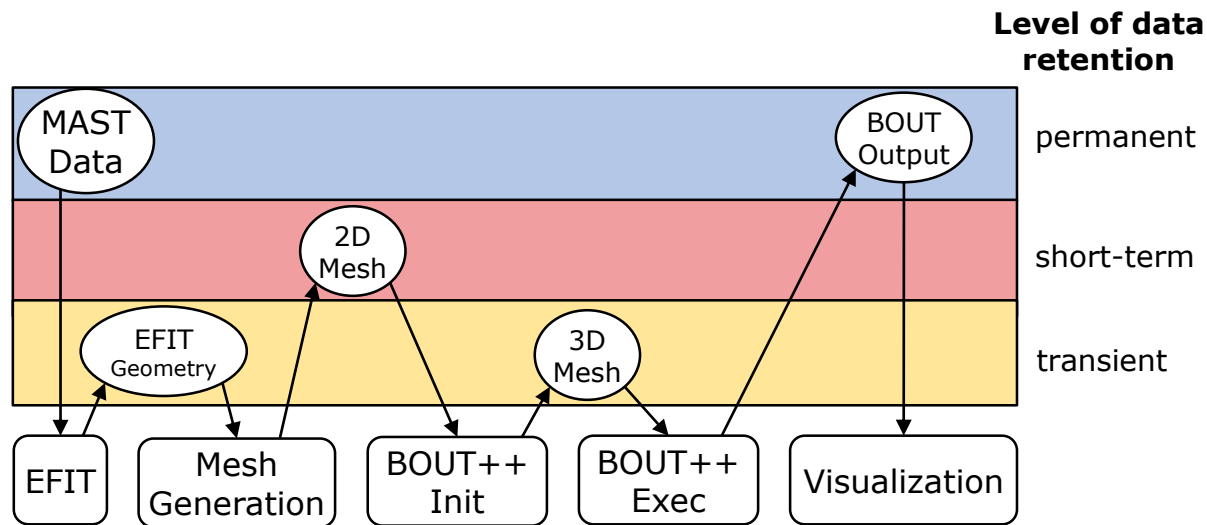 Level of data
retention
MAST
Data
BOUT
Output
permanent
2D
Mesh
short-term
EFIT
Geometry
3D
Mesh
transient
EFIT
Mesh
Generation
BOUT++
Init
BOUT++
Exec
Visualization